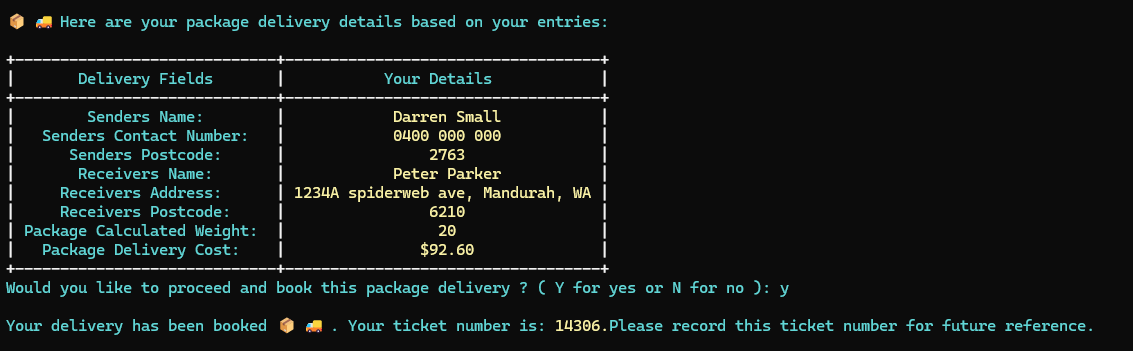 📦 🚚 Here are your package delivery details based on your entries:
Delivery Fields | Your Details
Senders Name: | Darren Small
Senders Contact Number: | 0400 000 000
Senders Postcode: | 2763
Receivers Name: | Peter Parker
Receivers Address: | 1234A spiderweb ave, Mandurah, WA
Receivers Postcode: | 6210
Package Calculated Weight: | 20
Package Delivery Cost: | $92.60
Would you like to proceed and book this package delivery ? ( Y for yes or N for no ): y
Your delivery has been booked 📦 🚚 . Your ticket number is: 14306.Please record this ticket number for future reference.